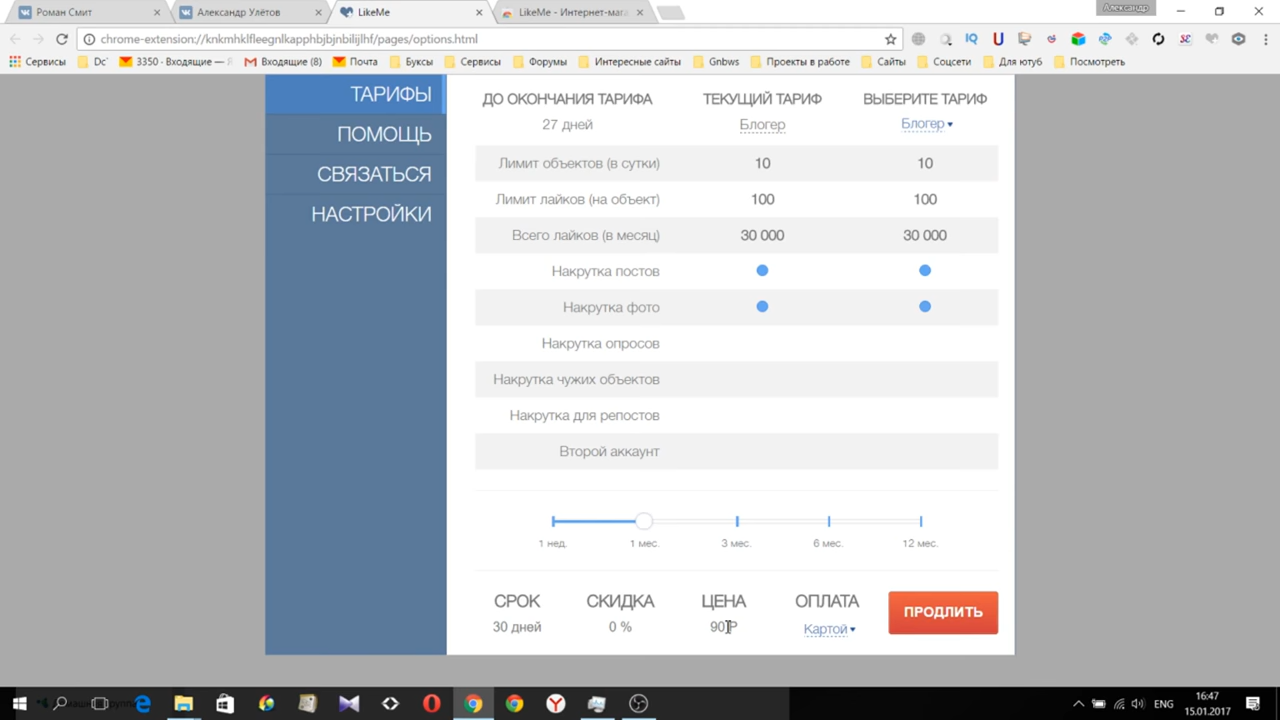 Роман Смит
Александр Улётов
LikeMe
LikeMe - Интернет-маг
Александр
chrome-extension://knkmhklfleegnlkapphbjbjnbilijlhf/pages/options.html
Сервисы
3350 - Входящие —
Входящие (8)
Почта
Буксы
Сервисы
Форумы
Интересные сайты
Gnbws
Проекты в работе
Сайты
Соцсети
Для ютуб
Посмотреть
ТАРИФЫ
ПОМОЩЬ
СВЯЗАТЬСЯ
НАСТРОЙКИ
ДО ОКОНЧАНИЯ ТАРИФА ТЕКУЩИЙ ТАРИФ ВЫБЕРИТЕ ТАРИФ
27 дней Блогер Блогер
Лимит объектов (в сутки) 10 10
Лимит лайков (на объект) 100 100
Всего лайков (в месяц) 30 000 30 000
Накрутка постов
Накрутка фото
Накрутка опросов
Накрутка чужих объектов
Накрутка для репостов
Второй аккаунт
1 нед. 1 мес. 3 мес. 6 мес. 12 мес.
СРОК СКИДКА ЦЕНА ОПЛАТА ПРОДЛИТЬ
30 дней 0 % 90 Р Картой
ENG
16:47
15.01.2017